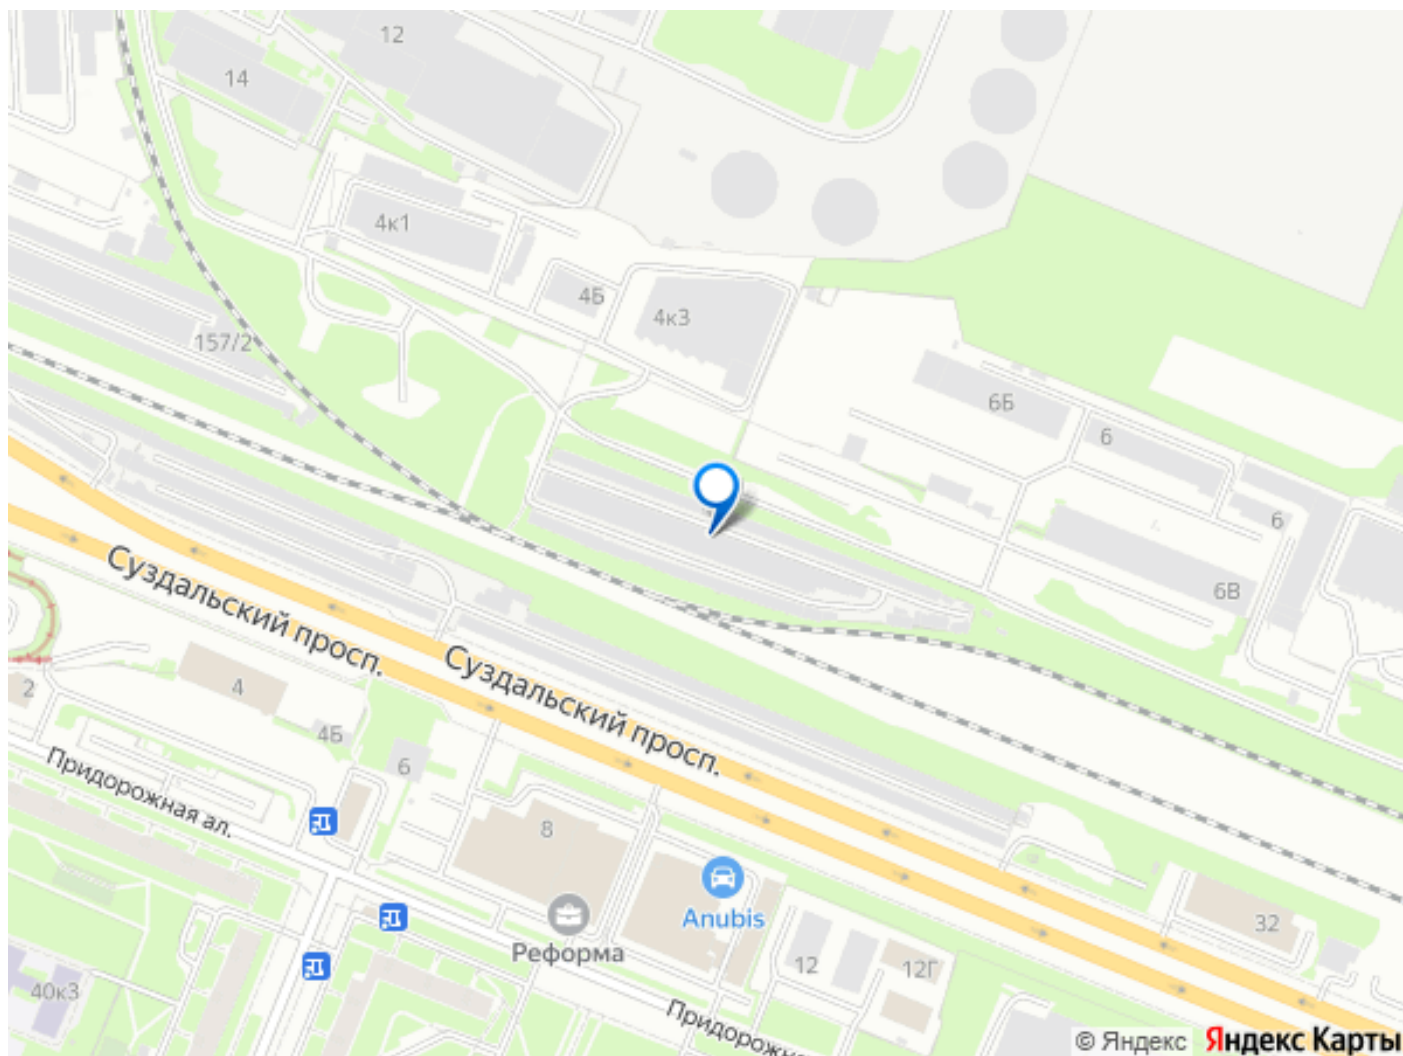 12
14
4к1
4Б
4к3
157/2
6Б
6
6
6В
Суздальский просп.
Суздальский просп.
2
4
4Б
6
Придорожная ал.
8
Anubis
Реформа
32
12
12Г
40к3
Придорожна
© Яндекс Яндекс Карты